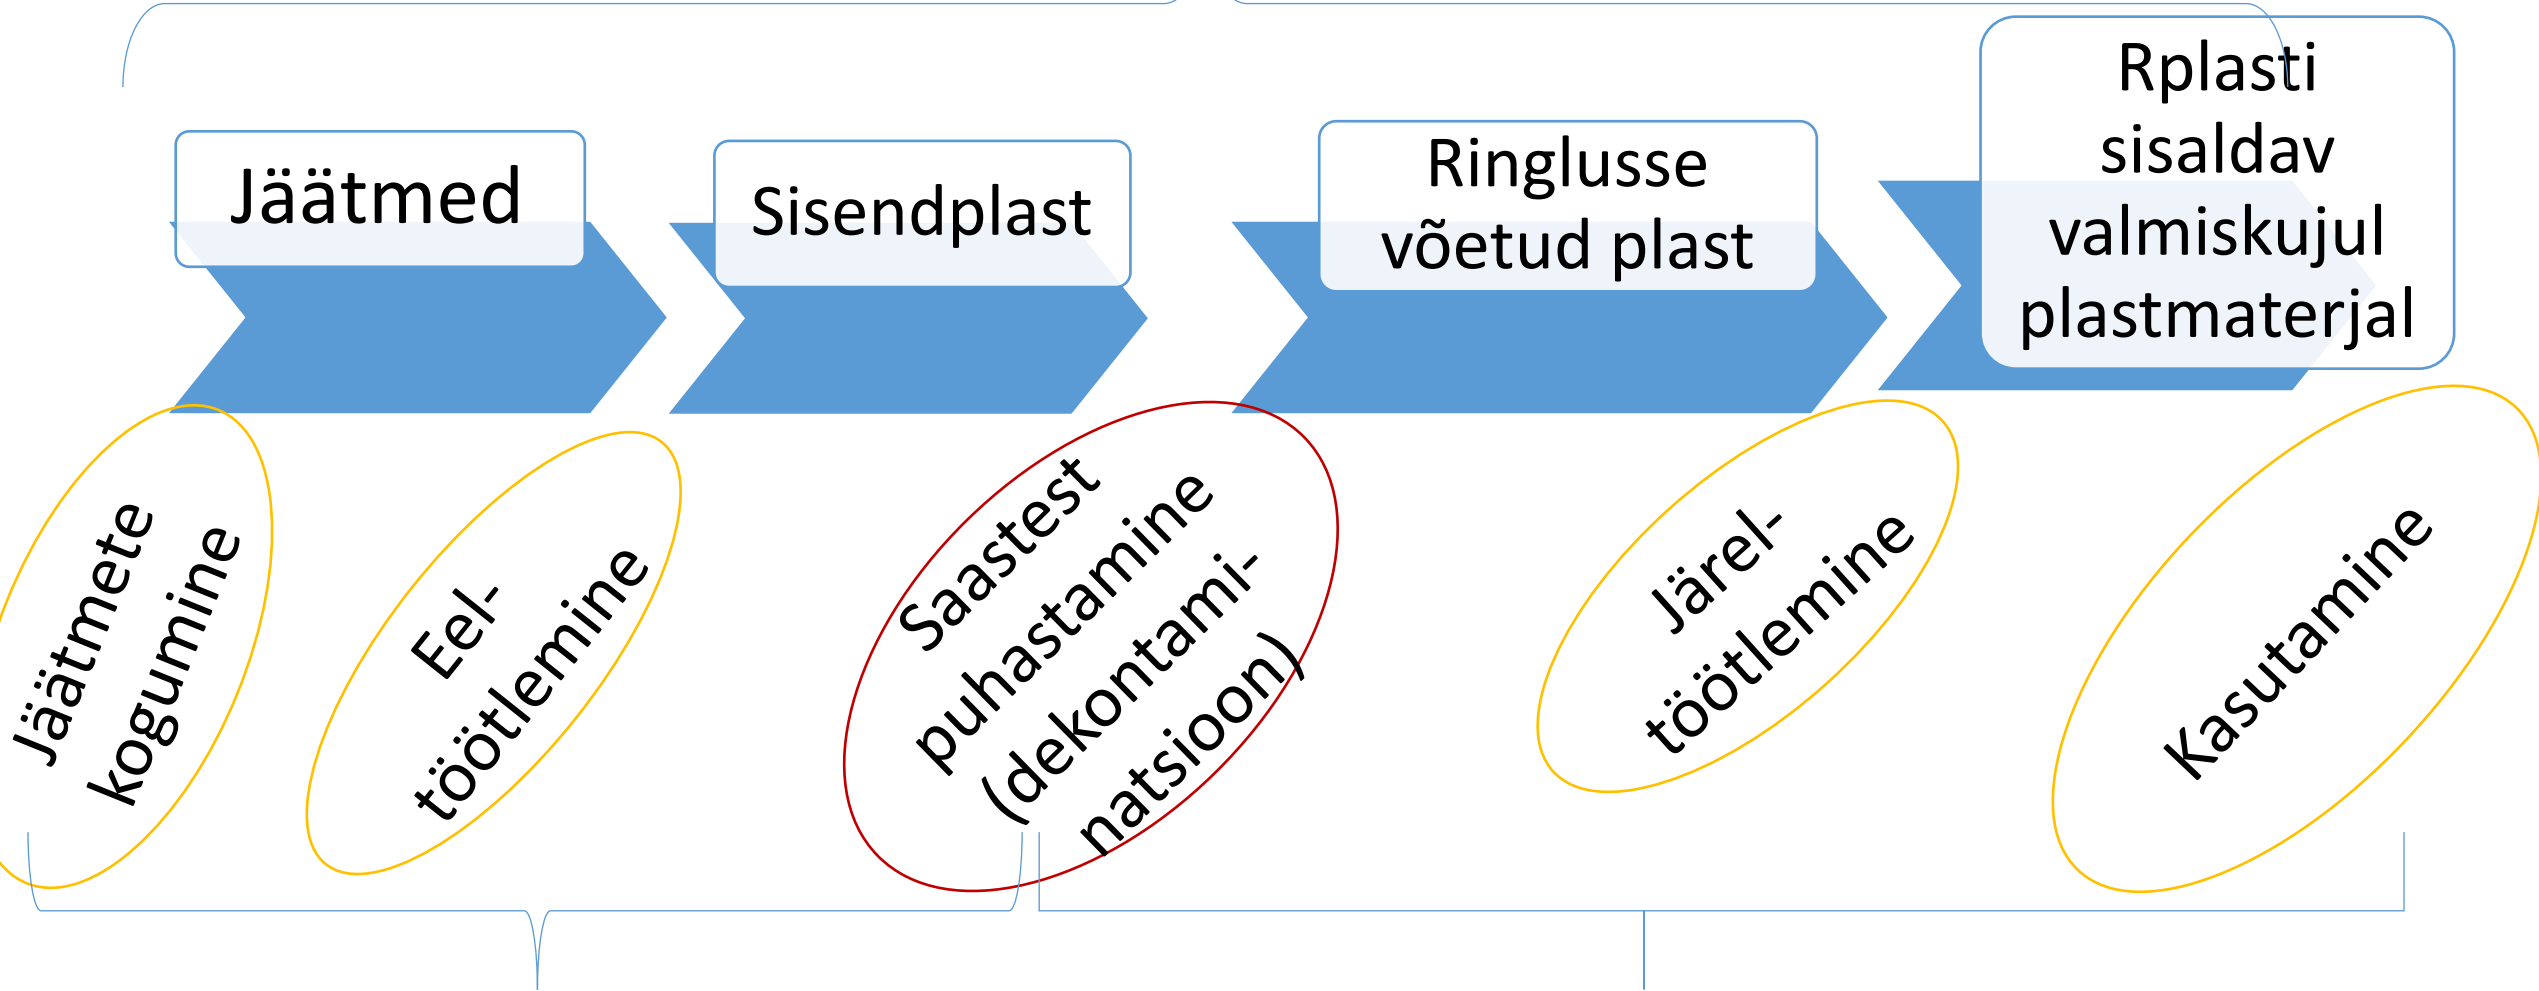 Jäätmed
Sisendplast
Ringlusse
võetud plast
Rplasti
sisaldav
valmiskujul
plastmaterjal
Jäätmete
kogumine
Eel-
töötlemine
Saastest
puhastamine
(dekontami-
natsioon)
Järel-
töötlemine
Kasutamine